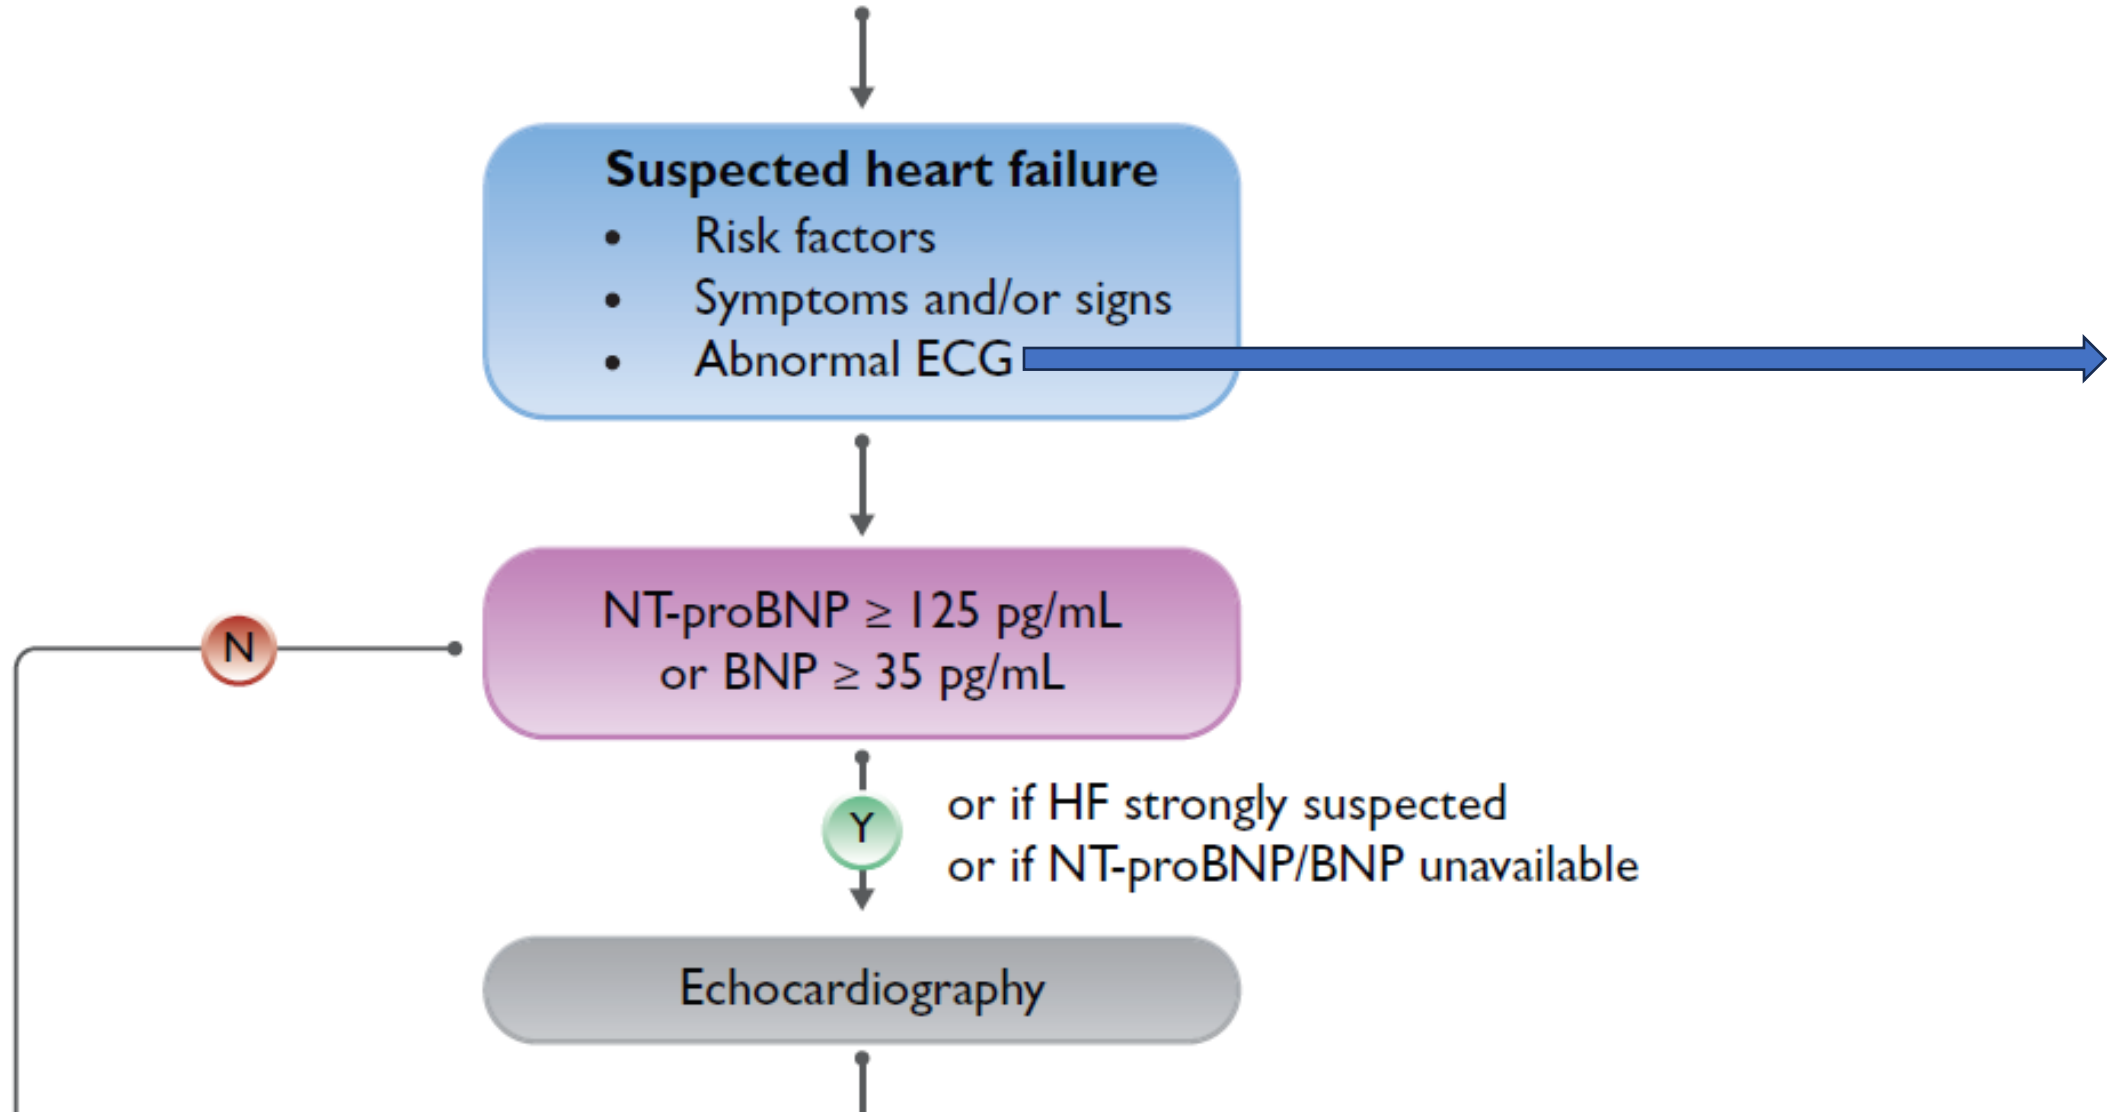 Suspected heart failure
• Risk factors
• Symptoms and/or signs
• Abnormal ECG
NT-proBNP ≥ 125 pg/mL
or BNP ≥ 35 pg/mL
N
Y
or if HF strongly suspected
or if NT-proBNP/BNP unavailable
Echocardiography